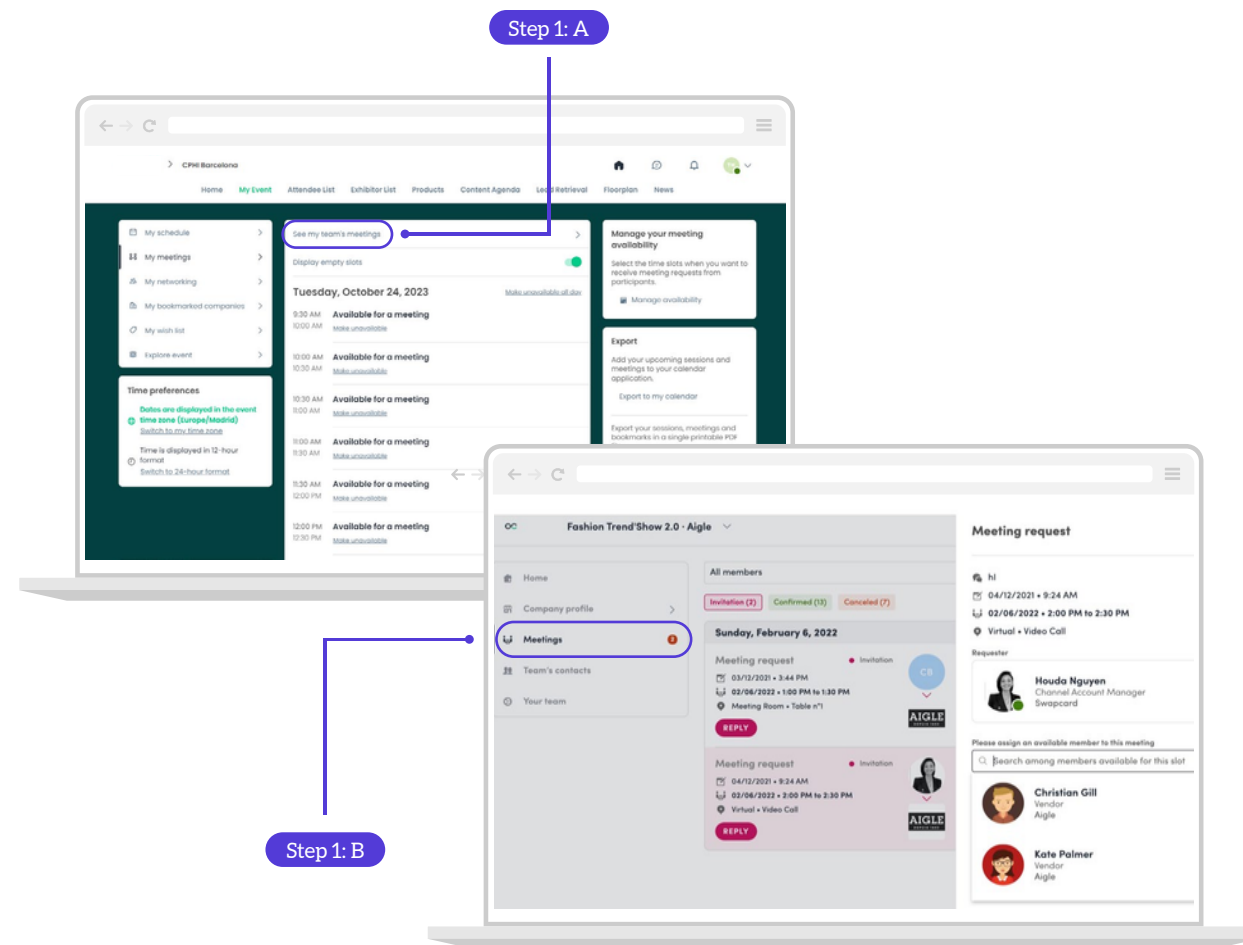 Step 1: A
CPHI Barcelona
Home My Event Attendee List Exhibitor List Products Content Agenda Lead Retrieval Floorplan News
My schedule
My meetings
My networking
My bookmarked companies
My wish list
Explore event
Time preferences
Dates are displayed in the event
time zone (Europe/Madrid)
Switch to my time zone
Time is displayed in 12-hour
format
Switch to 24-hour format
See my team's meetings
Display empty slots
Tuesday, October 24, 2023 Make unavailable all day
9:30 AM Available for a meeting
10:00 AM Make unavailable
10:00 AM Available for a meeting
10:30 AM Make unavailable
10:30 AM Available for a meeting
11:00 AM Make unavailable
11:00 AM Available for a meeting
11:30 AM Make unavailable
11:30 AM Available for a meeting
12:00 PM Make unavailable
12:00 PM Available for a meeting
12:30 PM Make unavailable
Manage your meeting
availability
Select the time slots when you want to
receive meeting requests from
participants.
Manage availability
Export
Add your upcoming sessions and
meetings to your calendar
application.
Export to my calendar
Export your sessions, meetings and
bookmarks in a single printable PDF
Fashion Trend'Show 2.0 · Aigle
Home
Company profile
Meetings
Team's contacts
Your team
All members
Invitation (2) Confirmed (13) Canceled (7)
Sunday, February 6, 2022
Meeting request Invitation
03/12/2021 • 3:44 PM
02/06/2022 • 1:00 PM to 1:30 PM
Meeting Room • Table n°1
REPLY
CB
AIGLE
Meeting request Invitation
04/12/2021 • 9:24 AM
02/06/2022 • 2:00 PM to 2:30 PM
Virtual • Video Call
REPLY
AIGLE
Meeting request
hI
04/12/2021 • 9:24 AM
02/06/2022 • 2:00 PM to 2:30 PM
Virtual • Video Call
Requester
Houda Nguyen
Channel Account Manager
Swapcard
Please assign an available member to this meeting
Search among members available for this slot
Christian Gill
Vendor
Aigle
Kate Palmer
Vendor
Aigle
Step 1: B